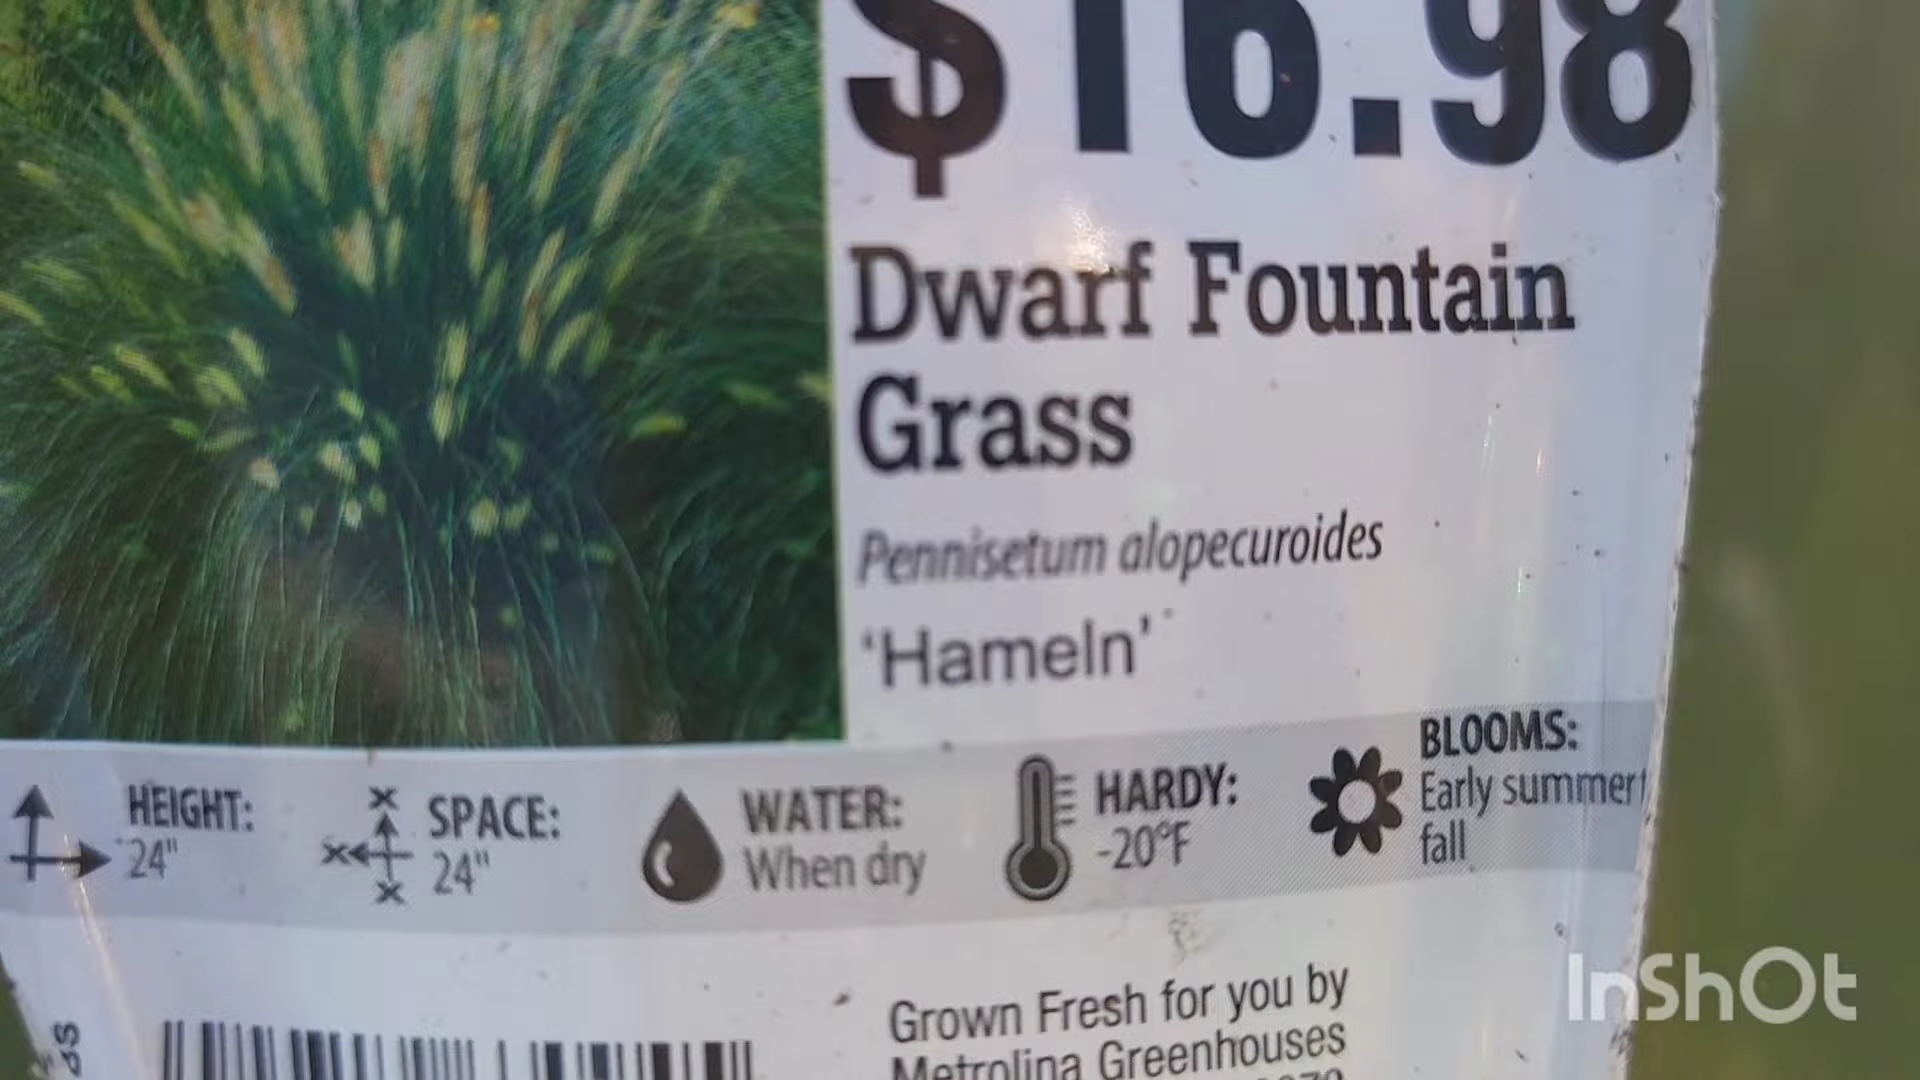 $16.98
Dwarf Fountain
Grass
Pennisetum alopecuroides
'Hameln'
HEIGHT:
24"
SPACE:
24"
WATER:
When dry
HARDY:
-20°F
BLOOMS:
Early summer
fall
Grown Fresh for you by
Metrolina Greenhouses
InShOt